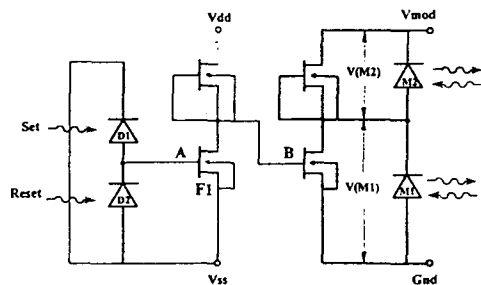 Vdd
Vmod
V(M2)
M2
Set
D1
A
B
Reset
D2
F1
V(M1)
M1
Vss
Gnd